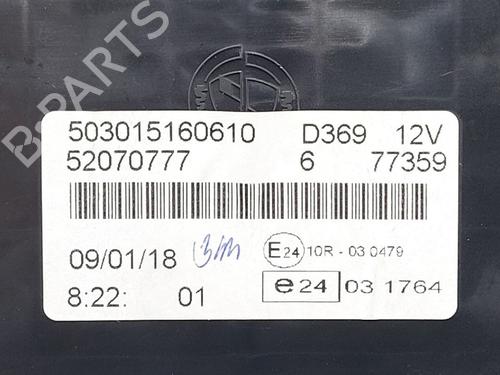 B-PARTS
503015160610 D369 12V
52070777 6 77359
09/01/18 E24 10R - 03 0479
8:22: 01 e24 03 1764